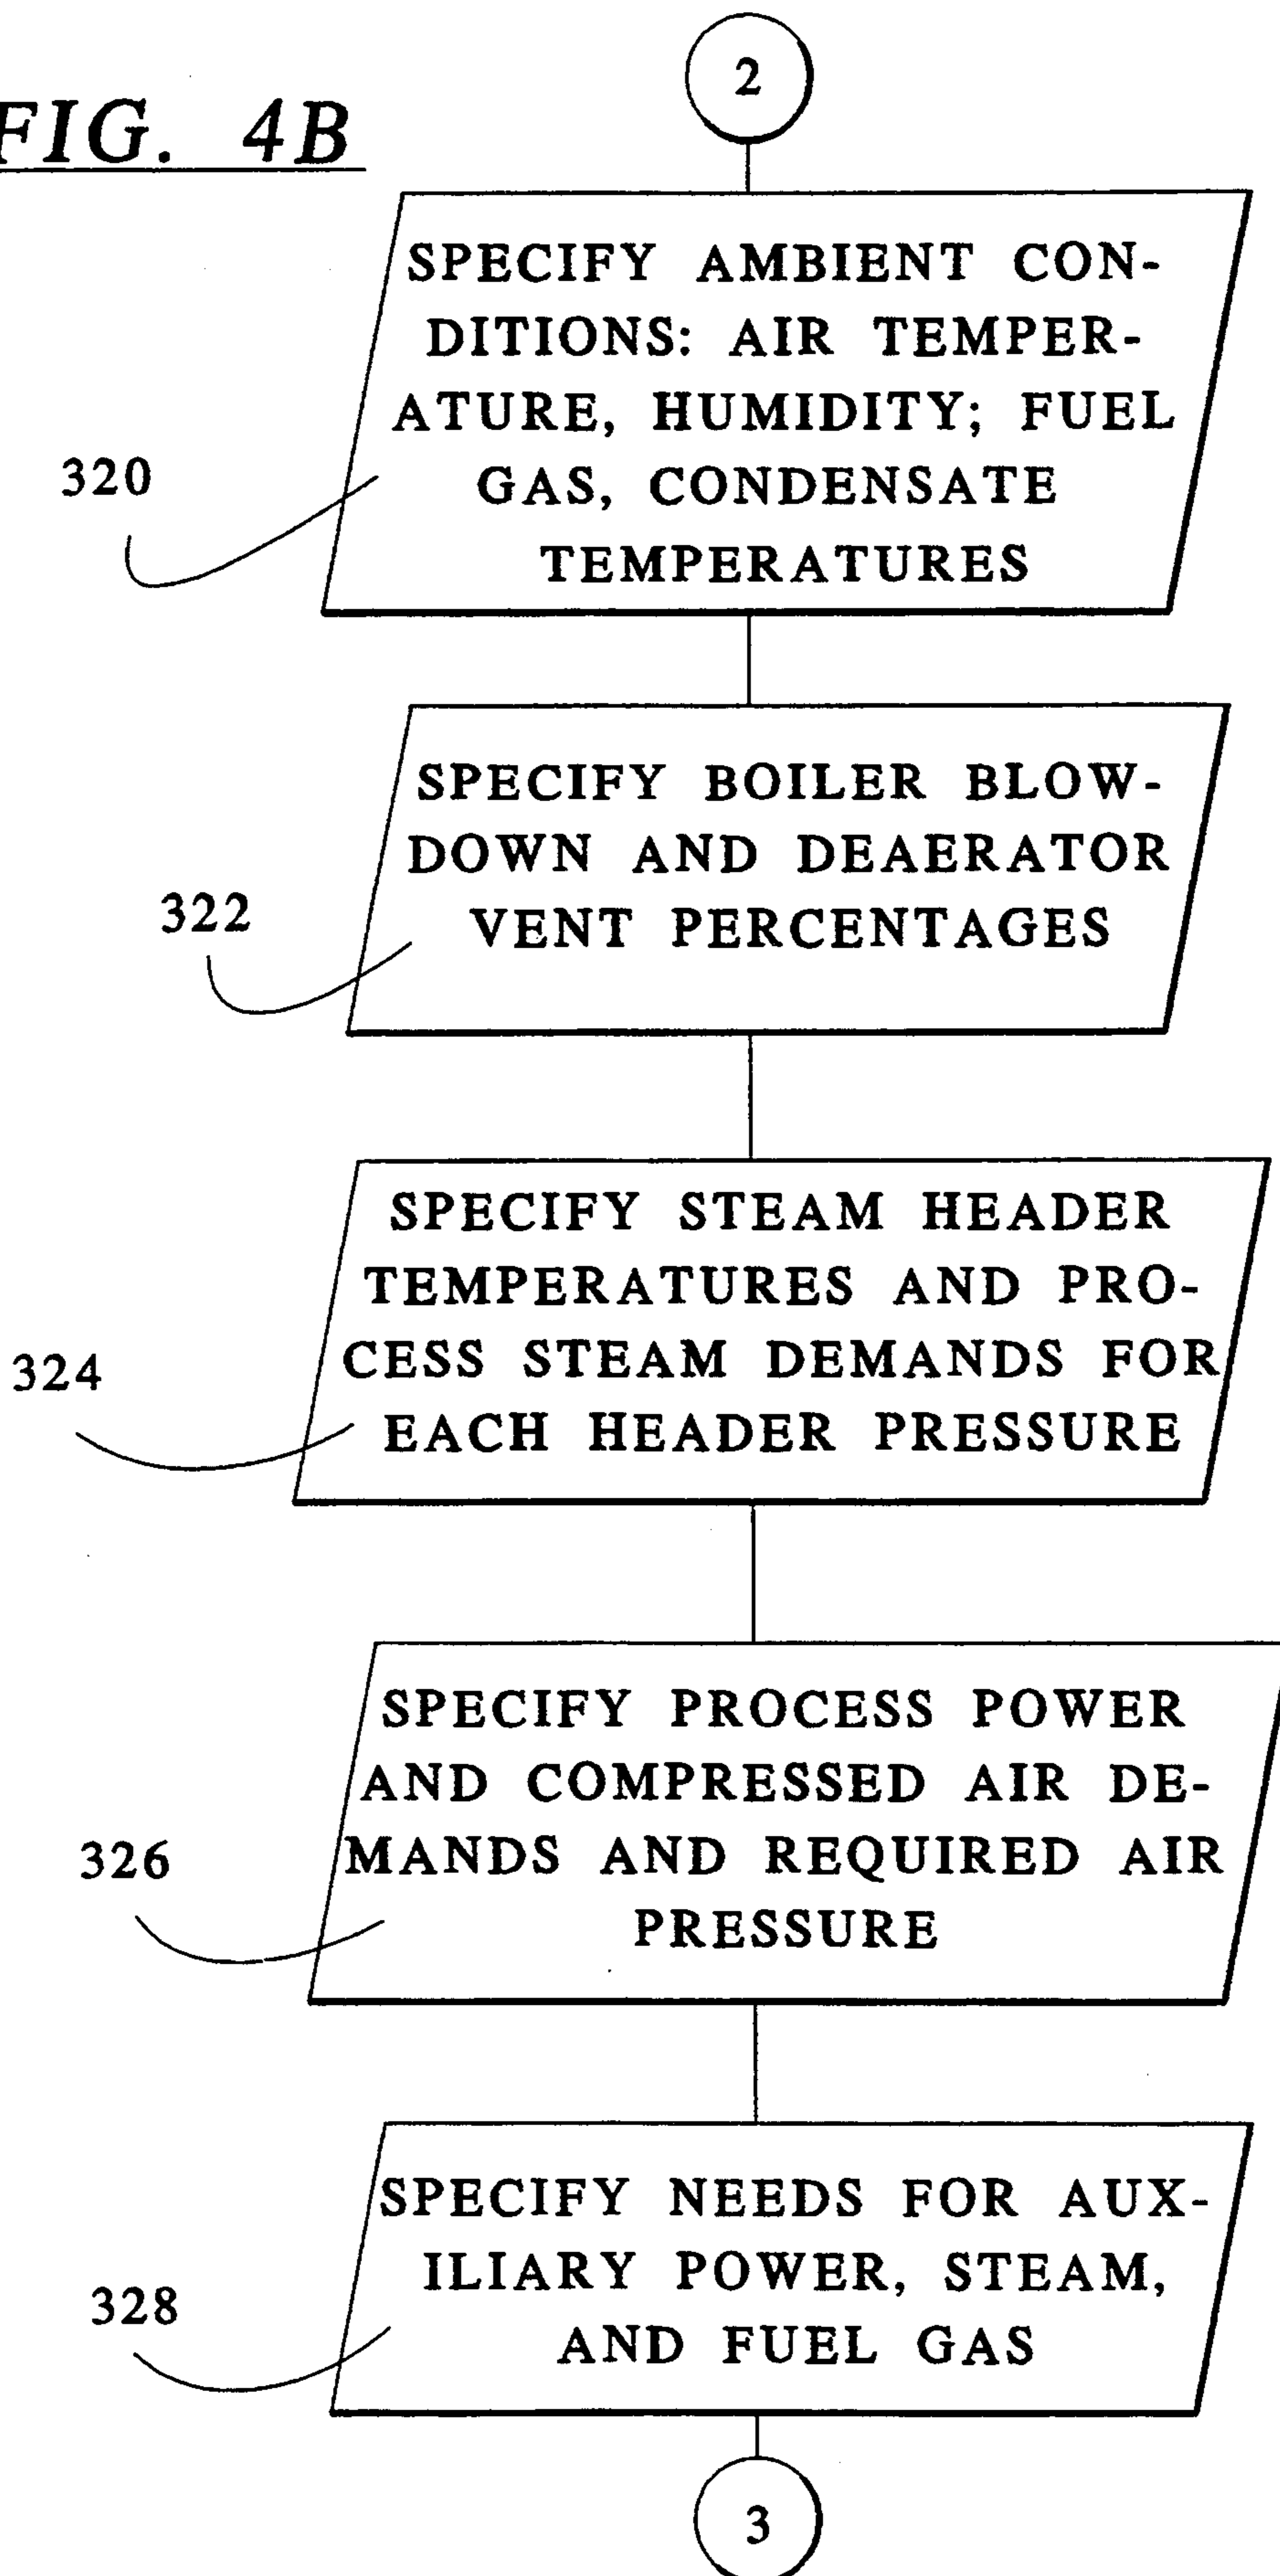 FIG. 4B
2
SPECIFY AMBIENT CON-
DITIONS: AIR TEMPER-
ATURE, HUMIDITY; FUEL
GAS, CONDENSATE
TEMPERATURES
320
SPECIFY BOILER BLOW-
DOWN AND DEAERATOR
VENT PERCENTAGES
322
SPECIFY STEAM HEADER
TEMPERATURES AND PRO-
CESS STEAM DEMANDS FOR
EACH HEADER PRESSURE
324
SPECIFY PROCESS POWER
AND COMPRESSED AIR DE-
MANDS AND REQUIRED AIR
PRESSURE
326
SPECIFY NEEDS FOR AUX-
ILIARY POWER, STEAM,
AND FUEL GAS
328
3